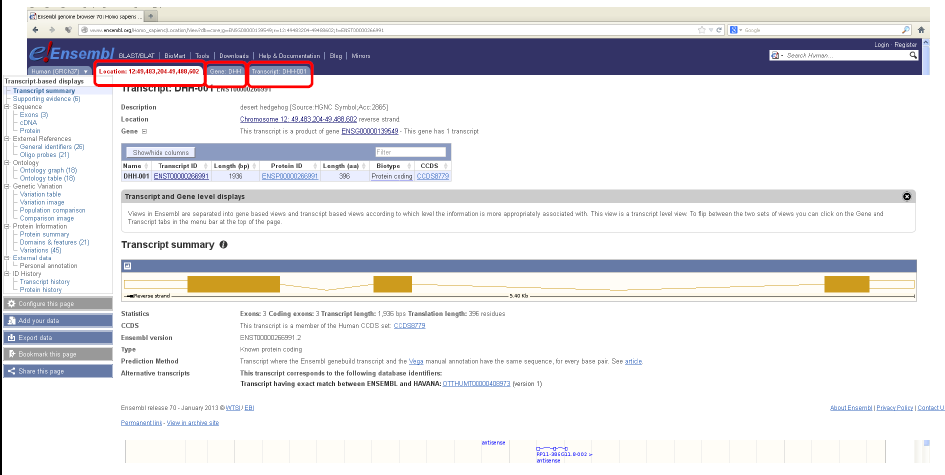 Ensembl genome browser 70: Homo sapiens ...
www.ensembl.org/Homo_sapiens/Location/View?db=core;g=ENSG00000139549;r=12:49483204-49488602;t=ENST00000266991
Google
Login Register
e!Ensembl BLAST/BLAT | BioMart | Tools | Downloads | Help & Documentation | Blog | Mirrors
Search Human...
Human (GRCh37) ▼ Location: 12:49,483,204-49,488,602 Gene: DHH Transcript: DHH-001
Transcript-based displays
Transcript summary
Supporting evidence (6)
Sequence
Exons (3)
cDNA
Protein
External References
General identifiers (26)
Oligo probes (21)
Ontology
Ontology graph (18)
Ontology table (18)
Genetic Variation
Variation table
Variation image
Population comparison
Comparison image
Protein Information
Protein summary
Domains & features (21)
Variations (45)
External data
Personal annotation
ID History
Transcript history
Protein history
Configure this page
Add your data
Export data
Bookmark this page
Share this page
Transcript: DHH-001 ENST00000266991
Description desert hedgehog [Source:HGNC Symbol;Acc:2865]
Location Chromosome 12: 49,483,204-49,488,602 reverse strand.
Gene This transcript is a product of gene ENSG00000139549 - This gene has 1 transcript
Show/hide columns Filter
Name Transcript ID Length (bp) Protein ID Length (aa) Biotype CCDS
DHH-001 ENST00000266991 1936 ENSP00000266991 396 Protein coding CCDS8779
Transcript and Gene level displays
Views in Ensembl are separated into gene based views and transcript based views according to which level the information is more appropriately associated with. This view is a transcript level view. To flip between the two sets of views you can click on the Gene and
Transcript tabs in the menu bar at the top of the page.
Transcript summary
Reverse strand 5.40 Kb
Statistics Exons: 3 Coding exons: 3 Transcript length: 1,936 bps Translation length: 396 residues
CCDS This transcript is a member of the Human CCDS set: CCDS8779
Ensembl version ENST00000266991.2
Type Known protein coding
Prediction Method Transcript where the Ensembl genebuild transcript and the Vega manual annotation have the same sequence, for every base pair. See article.
Alternative transcripts This transcript corresponds to the following database identifiers:
Transcript having exact match between ENSEMBL and HAVANA: OTTHUMT00000408973 (version 1)
Ensembl release 70 - January 2013 © WTSI / EBI
About Ensembl | Privacy Policy | Contact U
Permanent link - View in archive site
antisense
RP11-386G11.8-002 >
antisense